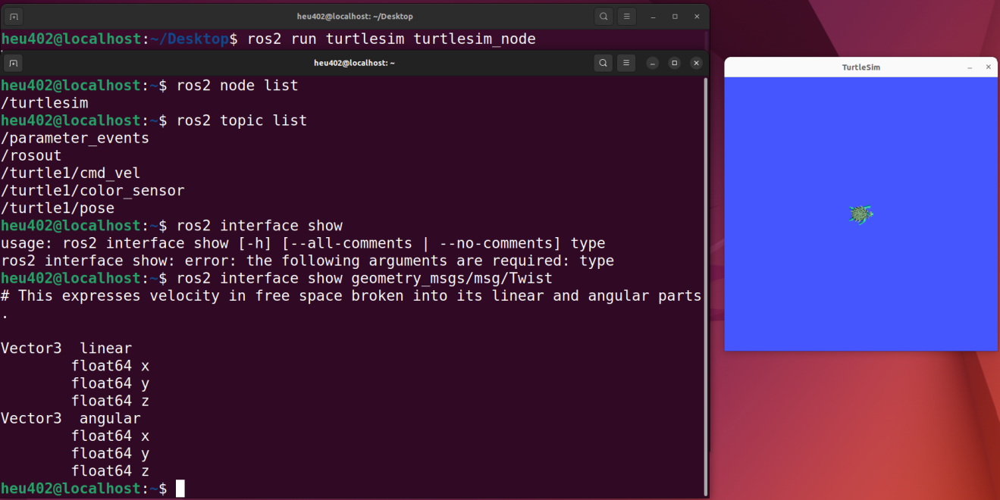 heu402@localhost: ~/Desktop
heu402@localhost:~/Desktop$ ros2 run turtlesim turtlesim_node
heu402@localhost: ~
heu402@localhost:~$ ros2 node list
/turtlesim
heu402@localhost:~$ ros2 topic list
/parameter_events
/rosout
/turtle1/cmd_vel
/turtle1/color_sensor
/turtle1/pose
heu402@localhost:~$ ros2 interface show
usage: ros2 interface show [-h] [--all-comments | --no-comments] type
ros2 interface show: error: the following arguments are required: type
heu402@localhost:~$ ros2 interface show geometry_msgs/msg/Twist
# This expresses velocity in free space broken into its linear and angular parts
.
Vector3  linear
        float64 x
        float64 y
        float64 z
Vector3  angular
        float64 x
        float64 y
        float64 z
heu402@localhost:~$
TurtleSim